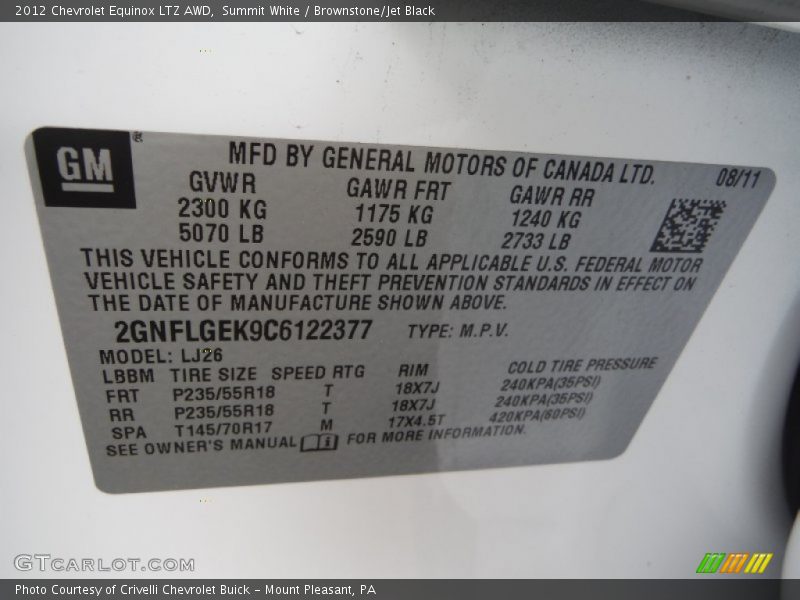 2012 Chevrolet Equinox LTZ AWD,  Summit White / Brownstone/Jet Black
GM
®
MFD BY GENERAL MOTORS OF CANADA LTD.
08/11
GVWR GAWR FRT GAWR RR
2300 KG 1175 KG 1240 KG
5070 LB 2590 LB 2733 LB
THIS VEHICLE CONFORMS TO ALL APPLICABLE U.S. FEDERAL MOTOR
VEHICLE SAFETY AND THEFT PREVENTION STANDARDS IN EFFECT ON
THE DATE OF MANUFACTURE SHOWN ABOVE.
2GNFLGEK9C6122377 TYPE: M.P.V.
MODEL: LJ26
LBBM TIRE SIZE SPEED RTG RIM COLD TIRE PRESSURE
FRT P235/55R18 T 18X7J 240KPA(35PSI)
RR P235/55R18 T 18X7J 240KPA(35PSI)
SPA T145/70R17 M 17X4.5T 420KPA(60PSI)
SEE OWNER'S MANUAL i FOR MORE INFORMATION.
GTCARLOT.COM
Photo Courtesy of Crivelli Chevrolet Buick – Mount Pleasant, PA